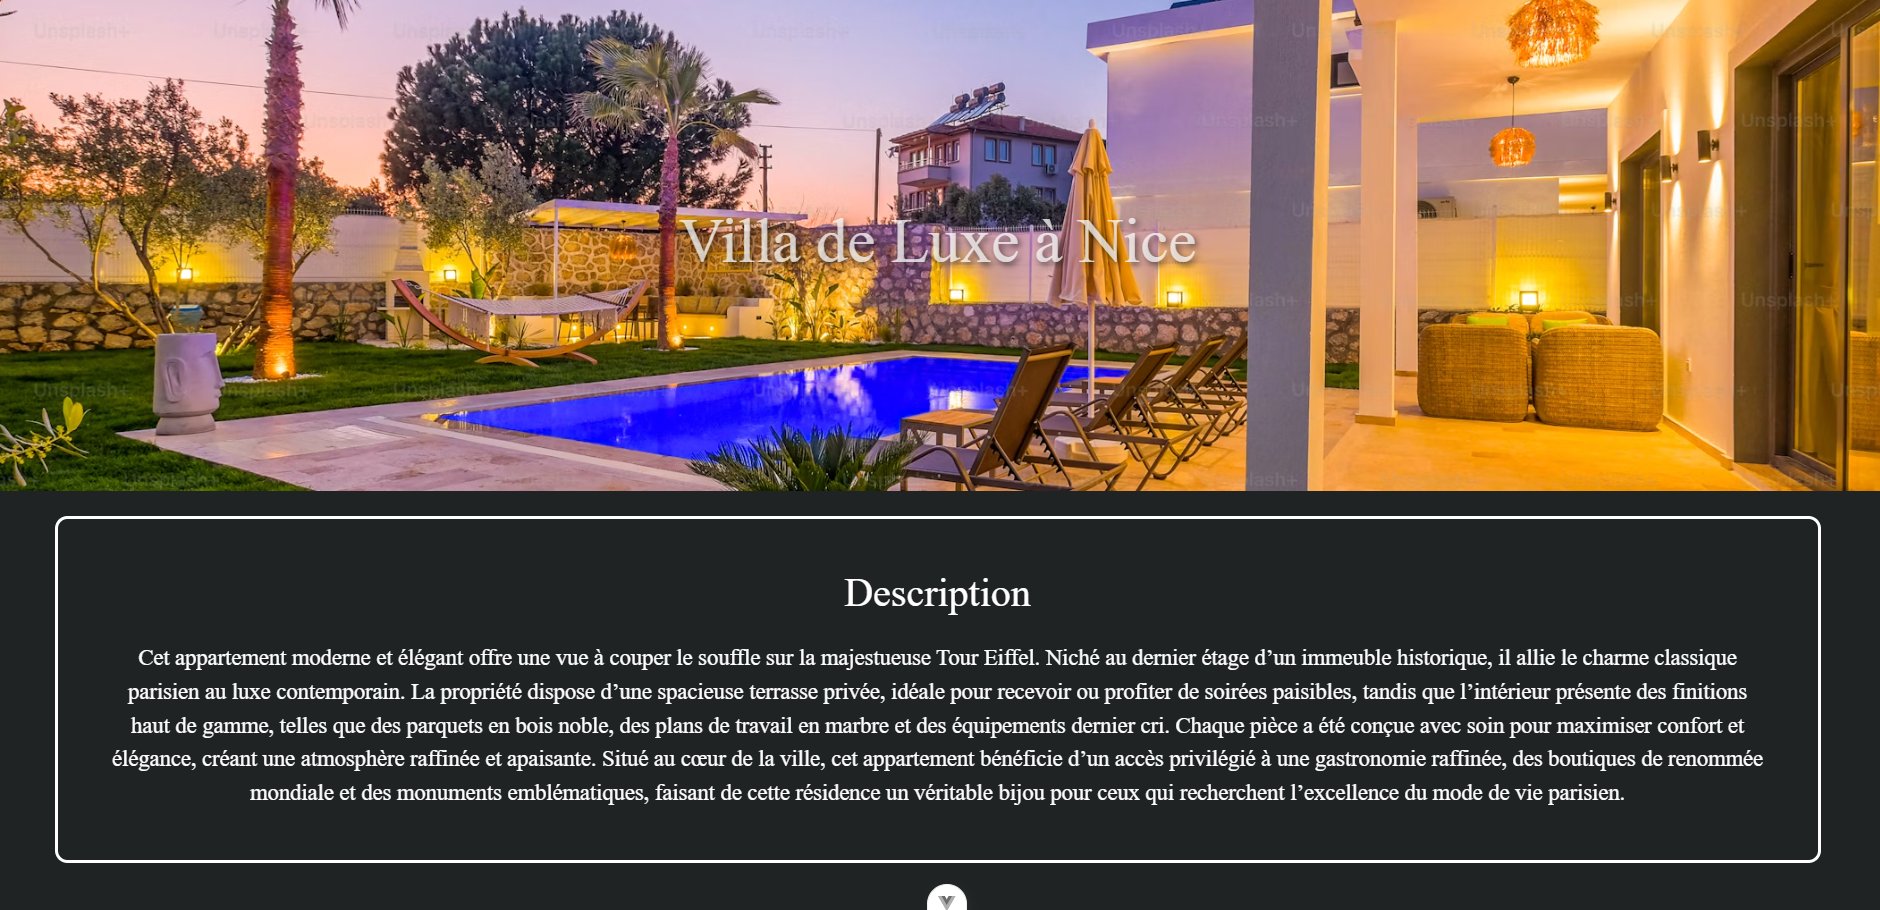 Villa de Luxe à Nice
Description
Cet appartement moderne et élégant offre une vue à couper le souffle sur la majestueuse Tour Eiffel. Niché au dernier étage d’un immeuble historique, il allie le charme classique
parisien au luxe contemporain. La propriété dispose d’une spacieuse terrasse privée, idéale pour recevoir ou profiter de soirées paisibles, tandis que l’intérieur présente des finitions
haut de gamme, telles que des parquets en bois noble, des plans de travail en marbre et des équipements dernier cri. Chaque pièce a été conçue avec soin pour maximiser confort et
élégance, créant une atmosphère raffinée et apaisante. Situé au cœur de la ville, cet appartement bénéficie d’un accès privilégié à une gastronomie raffinée, des boutiques de renommée
mondiale et des monuments emblématiques, faisant de cette résidence un véritable bijou pour ceux qui recherchent l’excellence du mode de vie parisien.